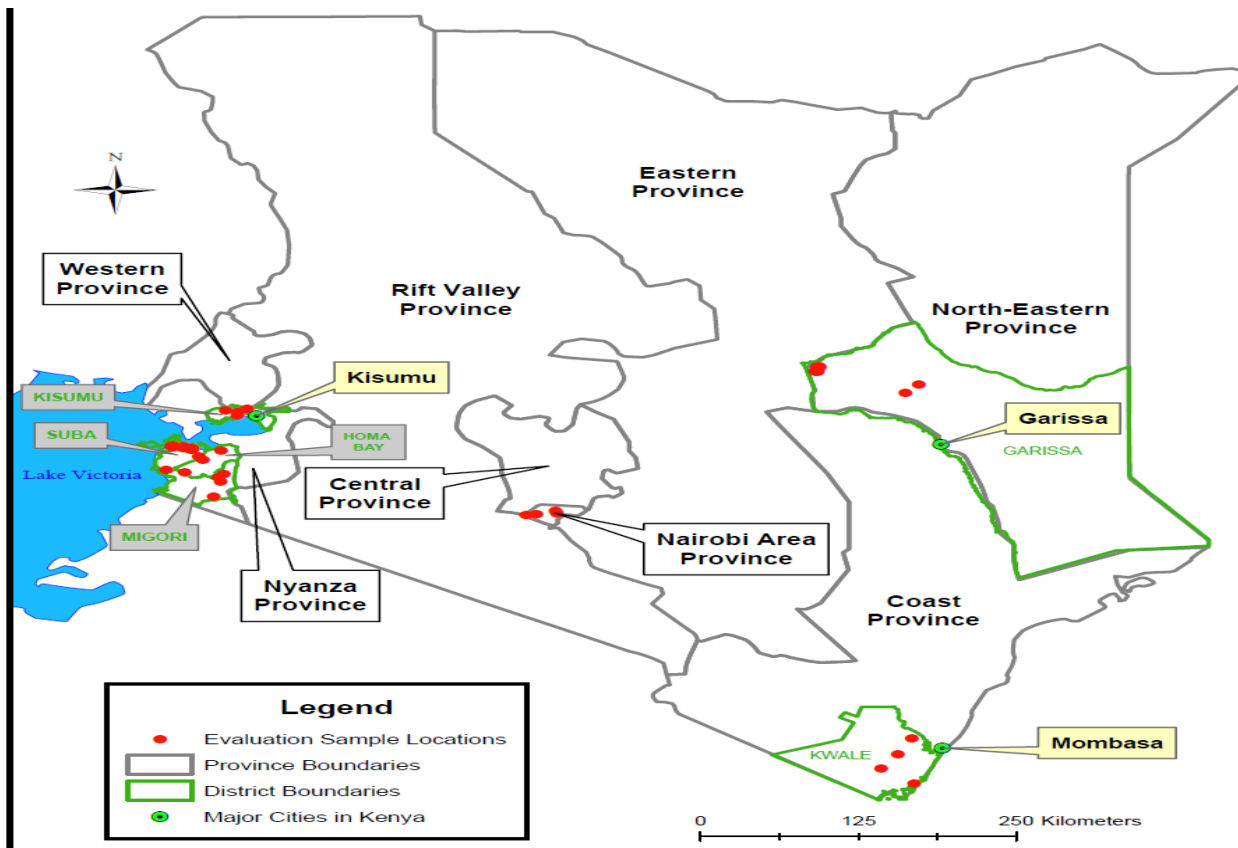 N
Eastern
Province
Western
Province
Rift Valley
Province
North-Eastern
Province
Kisumu
KISUMU
Garissa
SUBA
HOMA
BAY
GARISSA
Lake Victoria
Central
Province
MIGORI
Nairobi Area
Province
Nyanza
Province
Coast
Province
Legend
Evaluation Sample Locations
Province Boundaries
District Boundaries
Major Cities in Kenya
Mombasa
KWALE
0 125 250 Kilometers